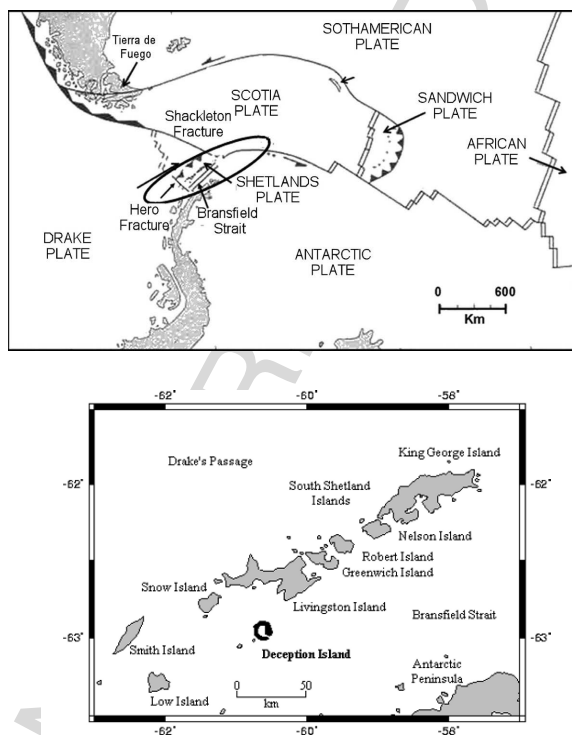 SOTHAMERICAN
PLATE
Tierra de
Fuego
SCOTIA
PLATE
SANDWICH
PLATE
Shackleton
Fracture
AFRICAN
PLATE
SHETLANDS
PLATE
Hero
Fracture
Bransfield
Strait
DRAKE
PLATE
ANTARCTIC
PLATE
0 600
Km
-62° -60° -58°
King George Island
Drake's Passage
-62° -62°
South Shetland
Islands
Nelson Island
Robert Island
Greenwich Island
Snow Island
Livingston Island
Bransfield Strait
-63° -63°
Smith Island
Deception Island
Antarctic
Peninsula
0 50
km
Low Island
-62° -60° -58°